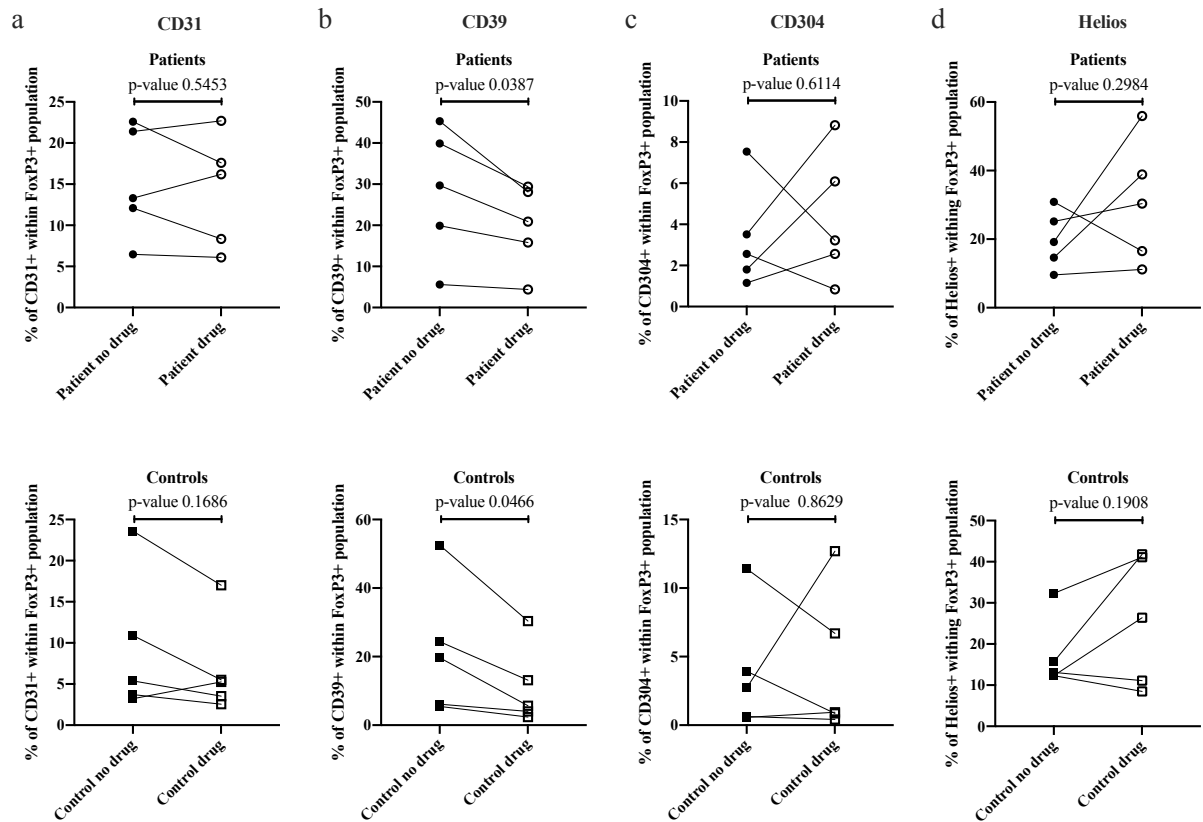 a
CD31
Patients
p-value 0.5453
% of CD31+ within FoxP3+ population
25
20
15
10
5
0
Patient no drug
Patient drug
b
CD39
Patients
p-value 0.0387
% of CD39+ within FoxP3+ population
50
40
30
20
10
0
Patient no drug
Patient drug
c
CD304
Patients
p-value 0.6114
% of CD304+ within FoxP3+ population
10
8
6
4
2
0
Patient no drug
Patient drug
d
Helios
Patients
p-value 0.2984
% of Helios+ withing FoxP3+ population
60
40
20
0
Patient no drug
Patient drug
Controls
p-value 0.1686
% of CD31+ within FoxP3+ population
25
20
15
10
5
0
Control no drug
Control drug
Controls
p-value 0.0466
% of CD39+ within FoxP3+ population
60
40
20
0
Control no drug
Control drug
Controls
p-value 0.8629
% of CD304+ within FoxP3+ population
15
10
5
0
Control no drug
Control drug
Controls
p-value 0.1908
% of Helios+ withing FoxP3+ population
50
40
30
20
10
0
Control no drug
Control drug